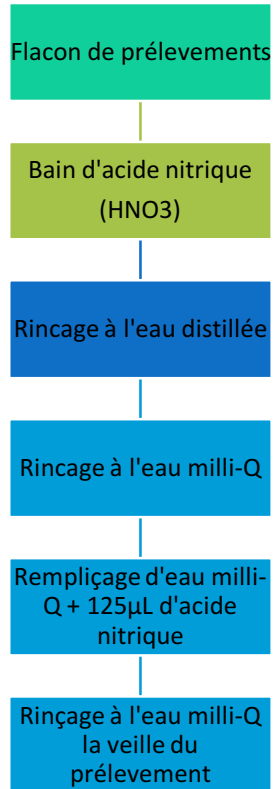 Flacon de prélevements
Bain d'acide nitrique
(HNO3)
Rincage à l'eau distillée
Rincage à l'eau milli-Q
Rempliçage d'eau milli-
Q + 125µL d'acide
nitrique
Rinçage à l'eau milli-Q
la veille du
prélevement